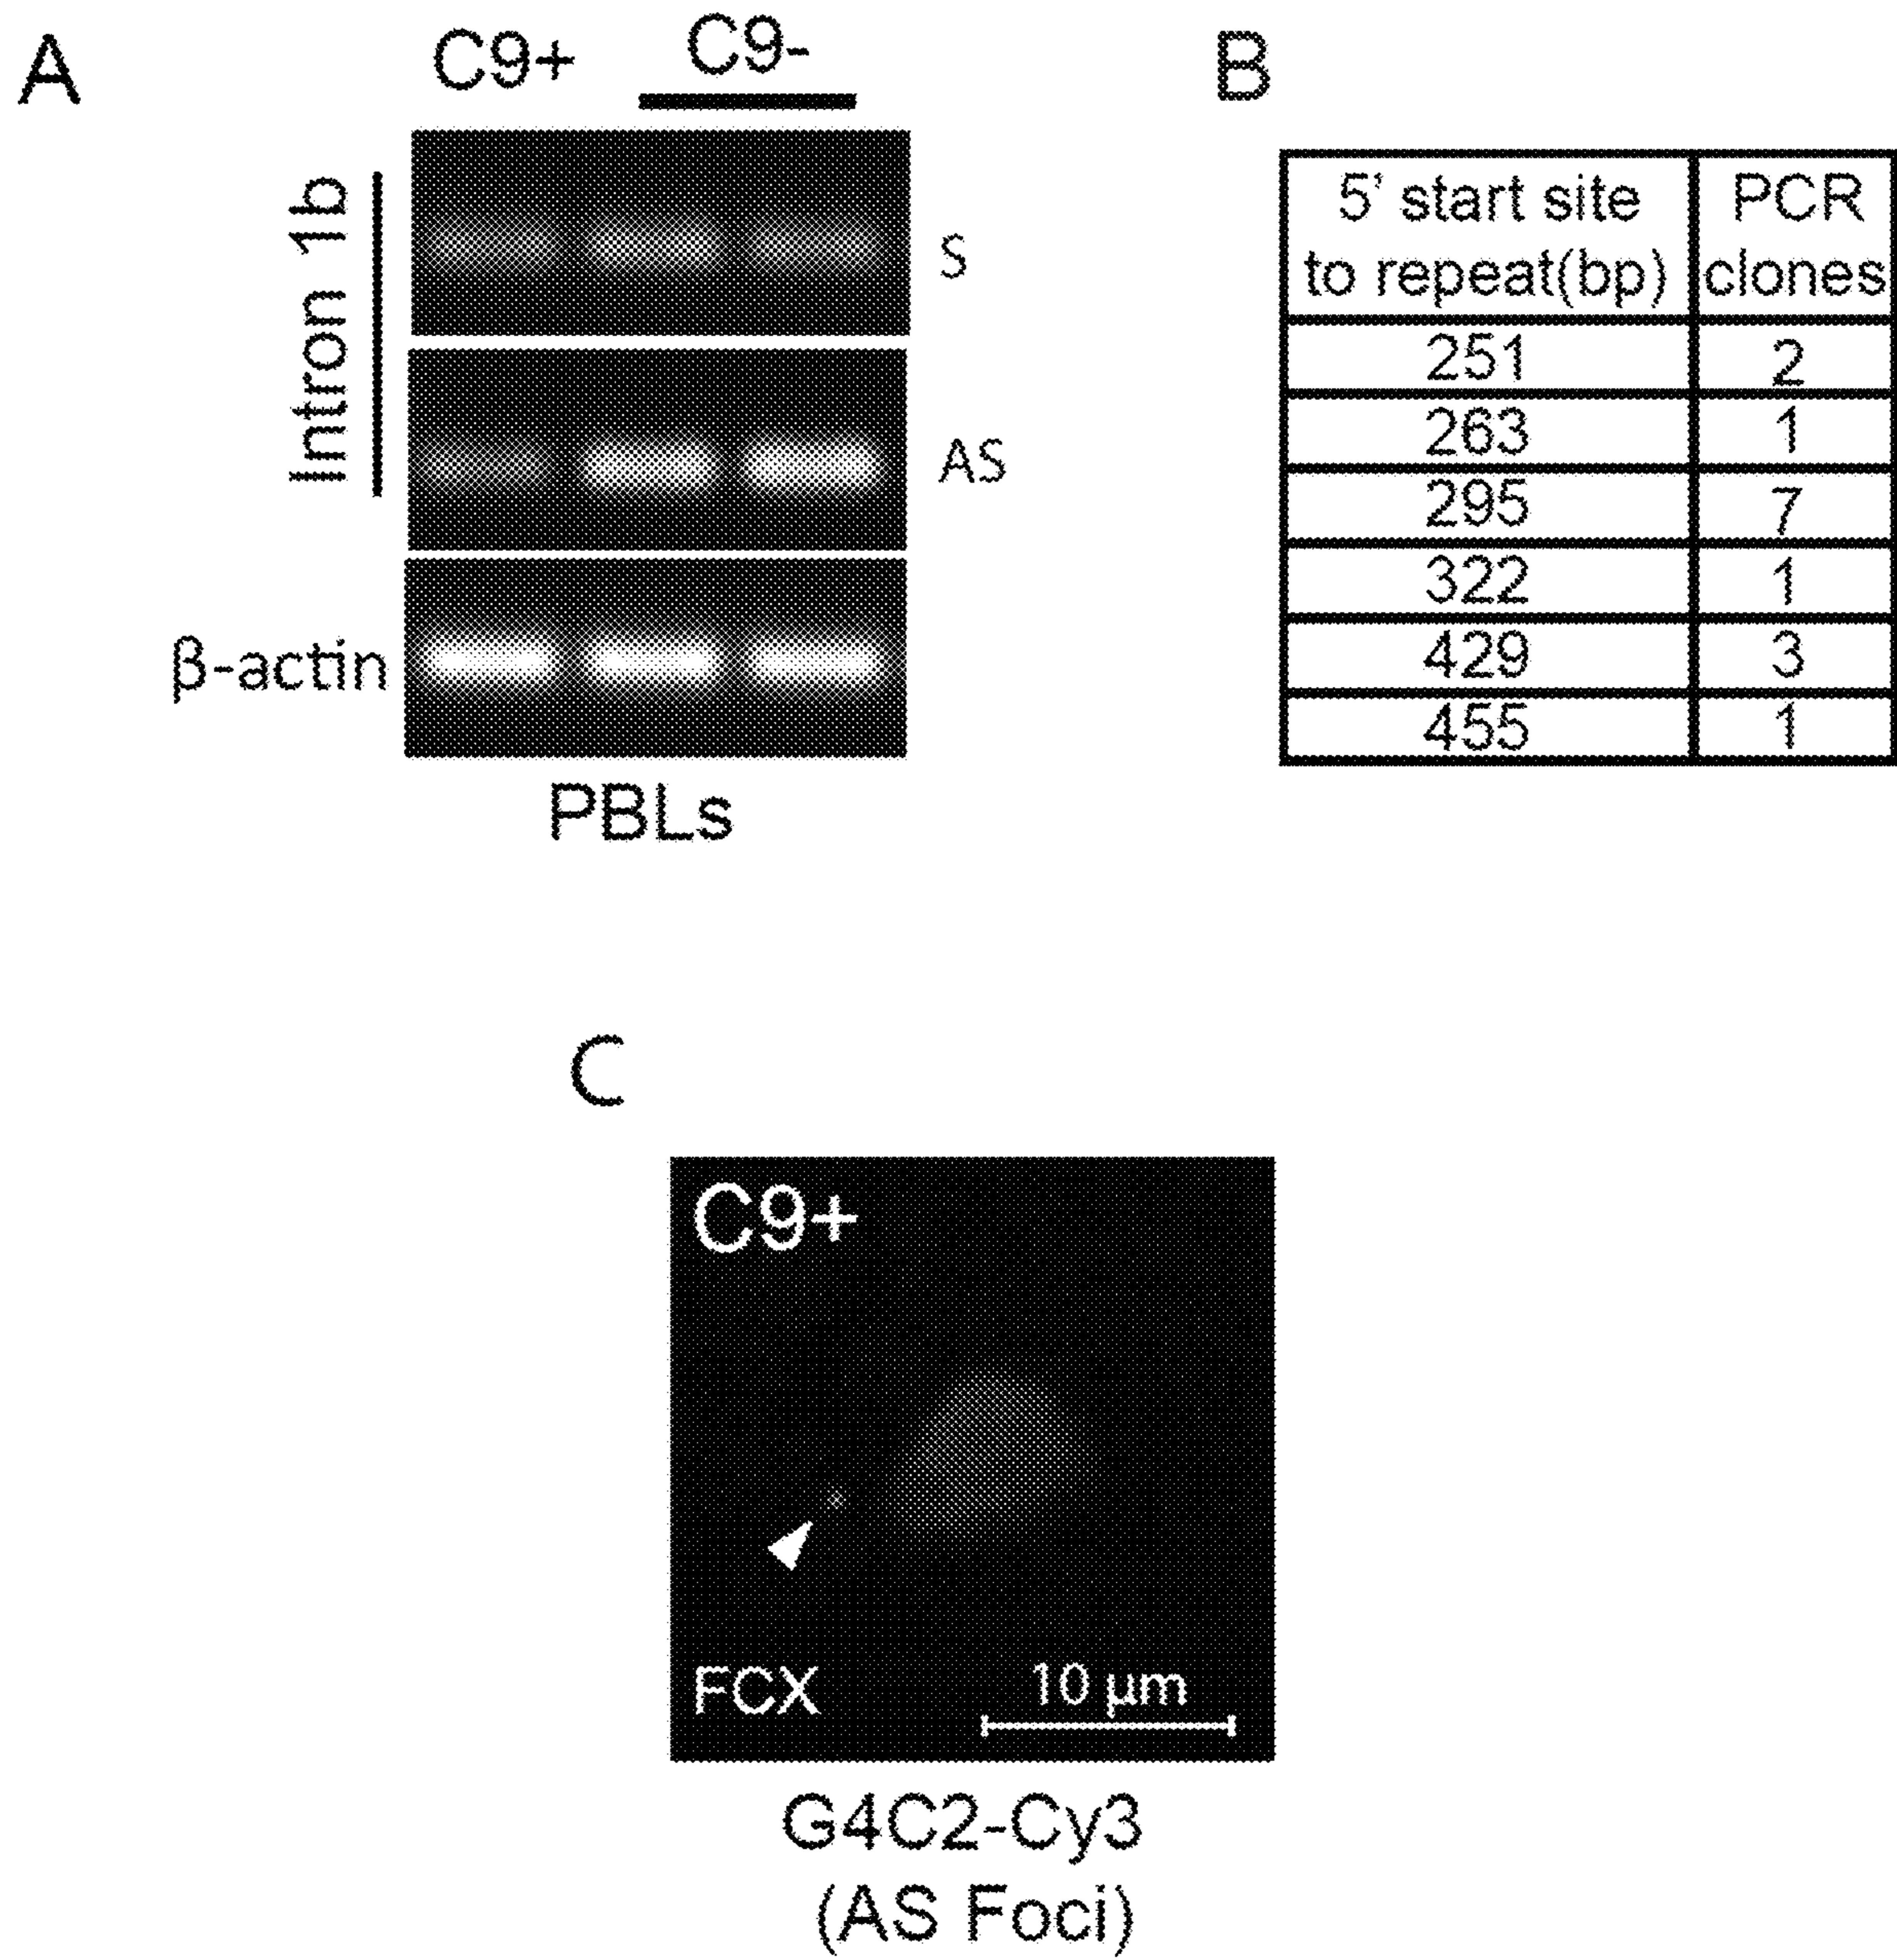 A
C9+ C9-
Intron 1b
S
AS
β-actin
PBLs
B
5' start site to repeat(bp) PCR clones
251 2
263 1
295 7
322 1
429 3
455 1
C
C9+
FCX
10 µm
G4C2-Cy3
(AS Foci)